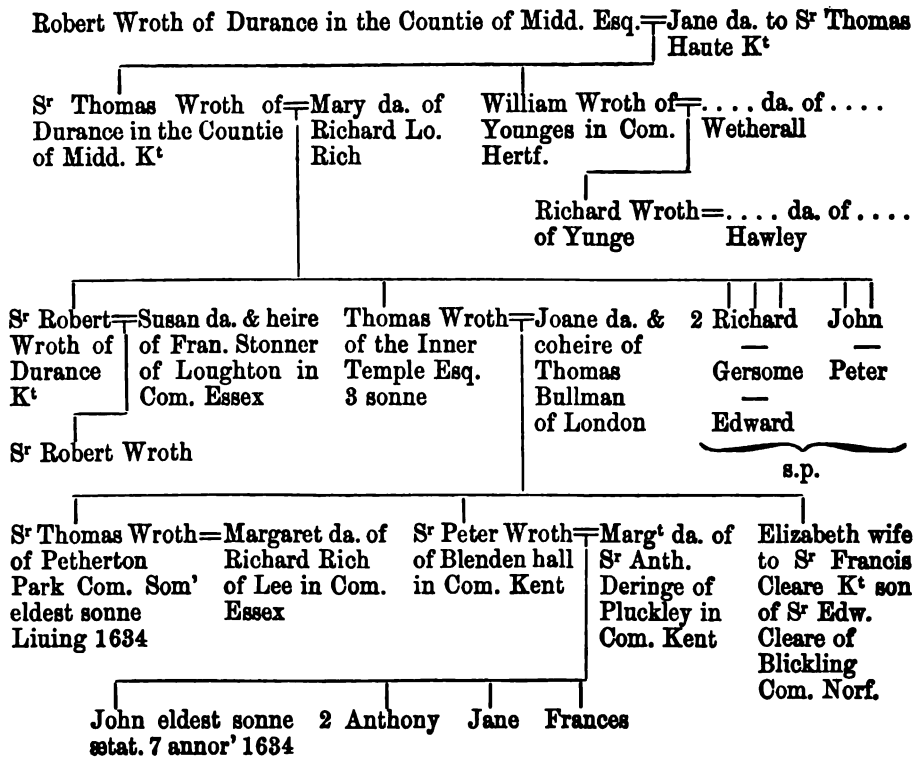 Robert Wroth of Durance in the Countie of Midd. Esq.=Jane da. to Sʳ Thomas
Haute Kᵗ
Sʳ Thomas Wroth of=Mary da. of
Durance in the Countie Richard Lo.
of Midd. Kᵗ Rich
William Wroth of=.... da. of ....
Younges in Com. Wetherall
Hertf.
Richard Wroth=.... da. of ....
of Yunge Hawley
Sʳ Robert=Susan da. & heire
Wroth of of Fran. Stonner
Durance of Loughton in
Kᵗ Com. Essex
Sʳ Robert Wroth
Thomas Wroth=Joane da. &
of the Inner coheire of
Temple Esq. Thomas
3 sonne Bullman
of London
2 Richard John
— —
Gersome Peter
—
Edward
s.p.
Sʳ Thomas Wroth=Margaret da. of
of Petherton Richard Rich
Park Com. Som' of Lee in Com.
eldest sonne Essex
Liuing 1634
Sʳ Peter Wroth=Margᵗ da. of
of Blenden hall Sʳ Anth.
in Com. Kent Deringe of
Pluckley in
Com. Kent
Elizabeth wife
to Sʳ Francis
Cleare Kᵗ son
of Sʳ Edw.
Cleare of
Blickling
Com. Norf.
John eldest sonne 2 Anthony Jane Frances
ætat. 7 annor' 1634